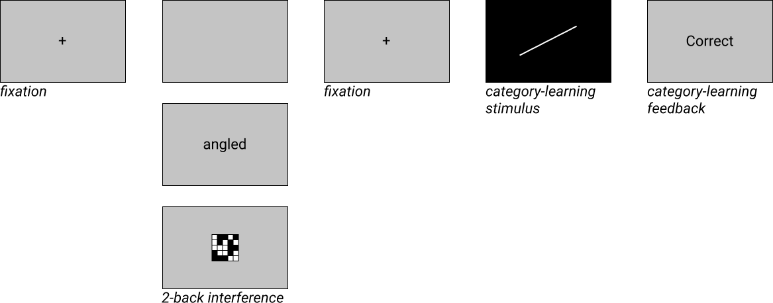 +
fixation
angled
2-back interference
+
fixation
category-learning
stimulus
Correct
category-learning
feedback